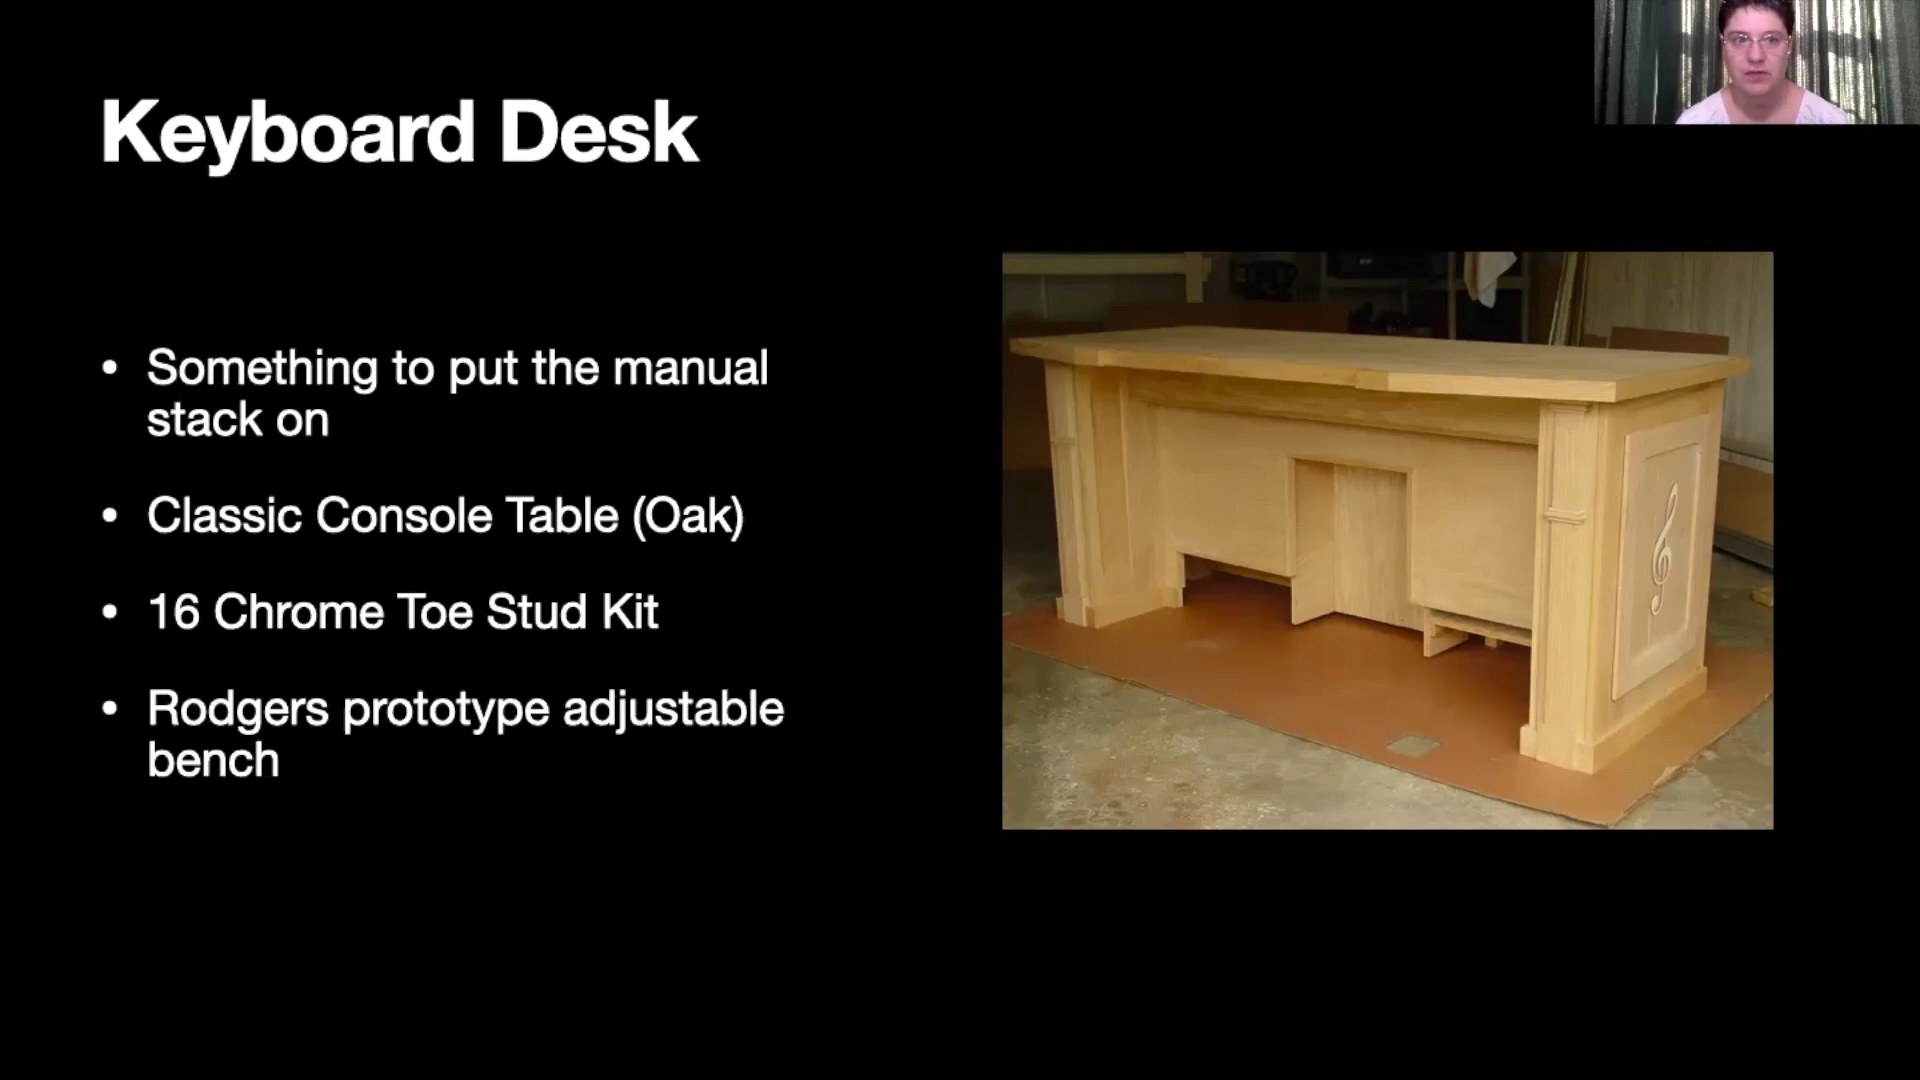 Keyboard Desk
• Something to put the manual
stack on
• Classic Console Table (Oak)
• 16 Chrome Toe Stud Kit
• Rodgers prototype adjustable
bench